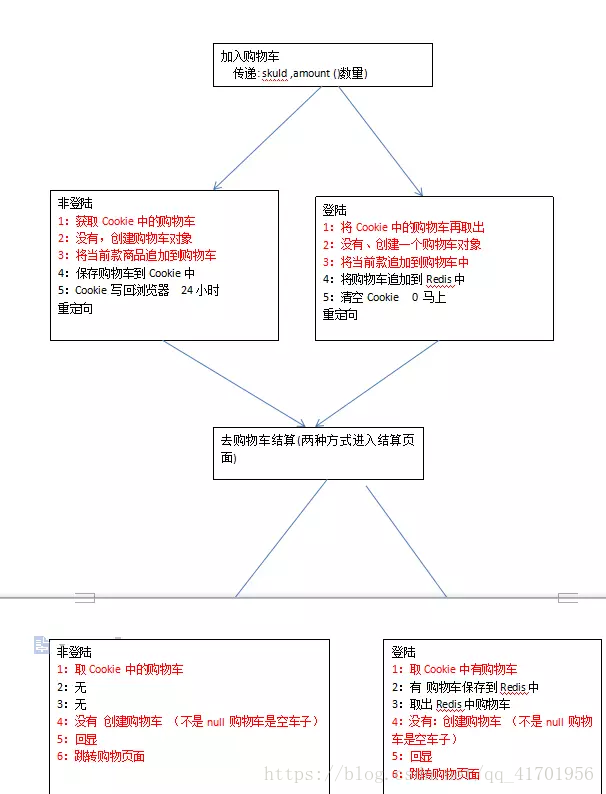 加入购物车
传递: skuId ,amount (数量)
非登陆
1：获取 Cookie 中的购物车
2：没有，创建购物车对象
3：将当前款商品追加到购物车
4：保存购物车到 Cookie 中
5：Cookie 写回浏览器 24 小时
重定向
登陆
1：将 Cookie 中的购物车再取出
2：没有、创建一个购物车对象
3：将当前款追加到购物车中
4：将购物车追加到 Redis 中
5：清空 Cookie 0 马上
重定向
去购物车结算(两种方式进入结算页
面)
非登陆
1：取 Cookie 中的购物车
2：无
3：无
4：没有 创建购物车 （不是 null 购物车是空车子）
5：回显
6：跳转购物页面
登陆
1：取 Cookie 中有购物车
2：有 购物车保存到 Redis 中
3：取出 Redis 中购物车
4：没有：创建购物车 （不是 null 购物
车是空车子）
5：回显
6：跳转购物页面
https://blog.csdn.net/qq_41701956